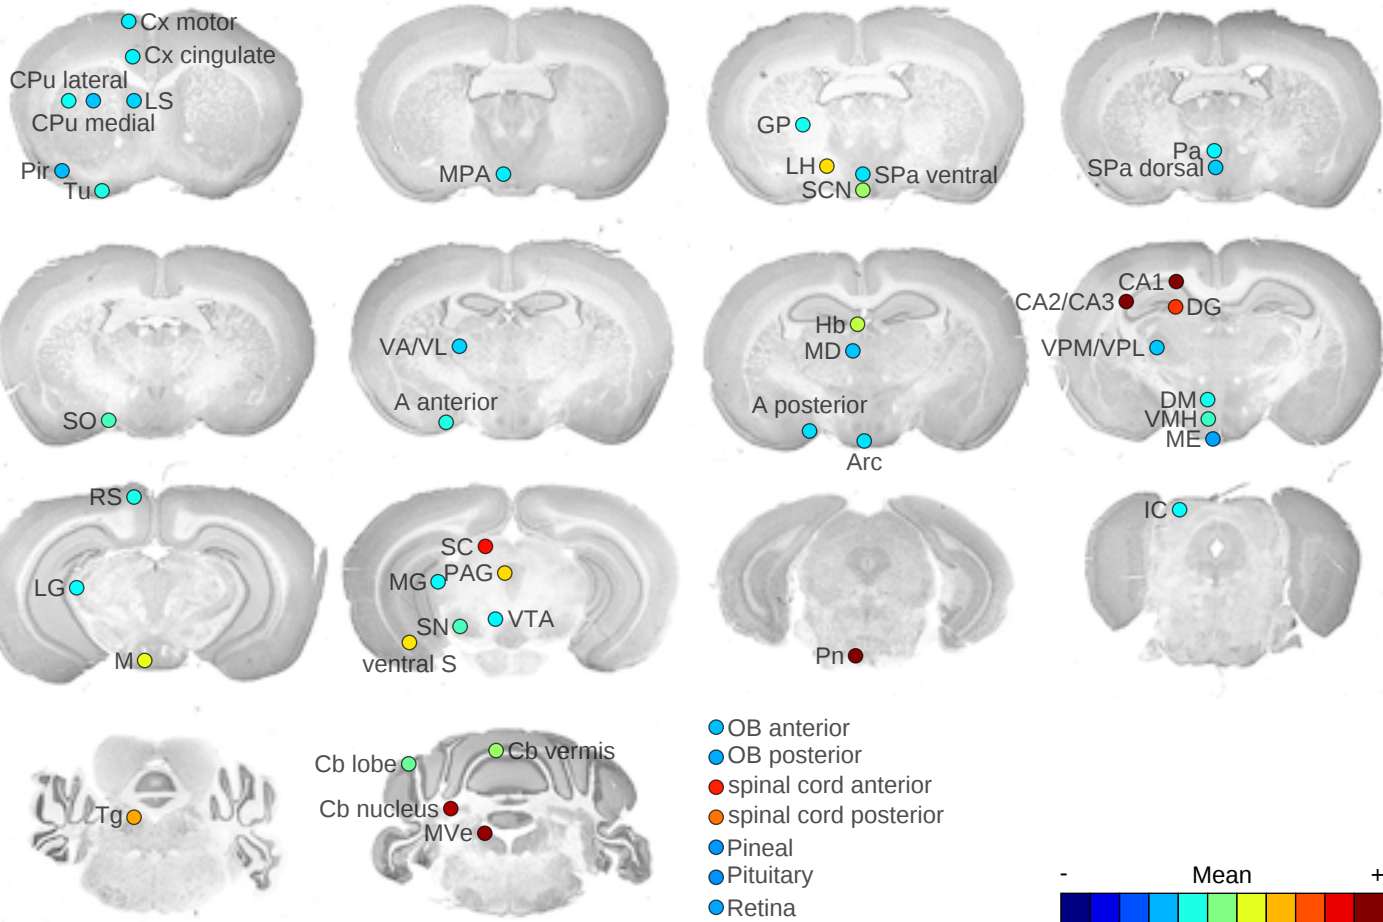 Cx motor
Cx cingulate
CPu lateral
LS
CPu medial
Pir
Tu
MPA
GP
LH
SPa ventral
SCN
Pa
SPa dorsal
SO
VA/VL
A anterior
Hb
MD
A posterior
Arc
CA1
CA2/CA3
DG
VPM/VPL
DM
VMH
ME
RS
LG
M
SC
PAG
MG
VTA
SN
ventral S
Pn
IC
Tg
Cb vermis
Cb lobe
Cb nucleus
MVe
OB anterior
OB posterior
spinal cord anterior
spinal cord posterior
Pineal
Pituitary
Retina
- Mean +